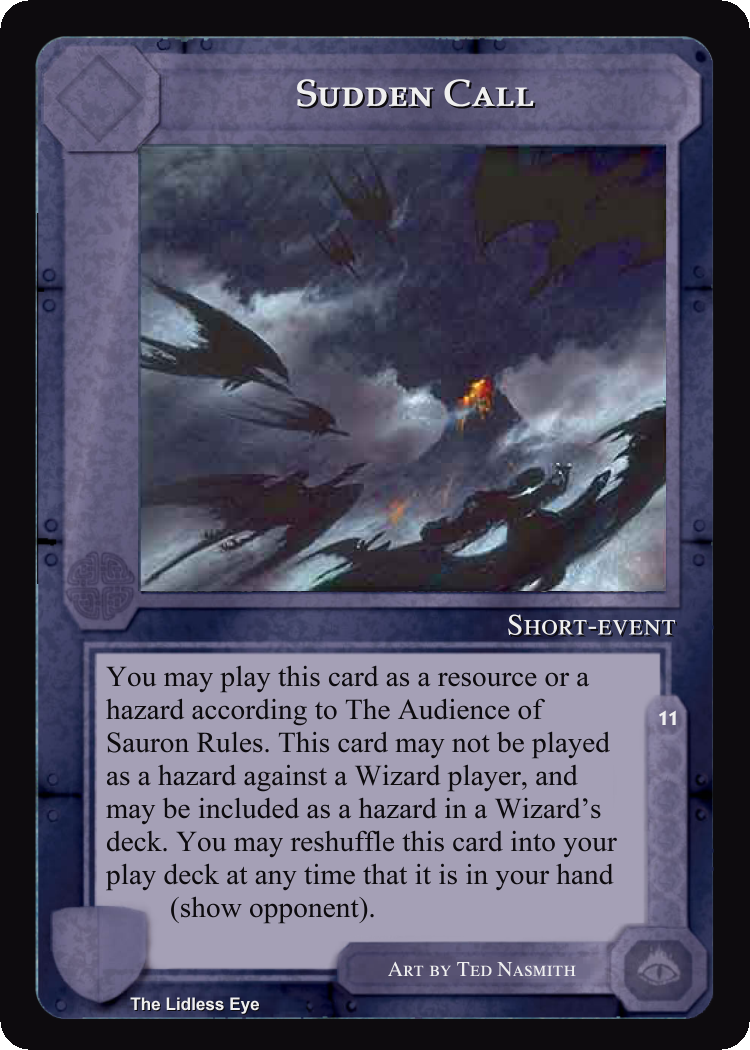 Sudden Call
Short-event
You may play this card as a resource or a
hazard according to The Audience of
Sauron Rules. This card may not be played
as a hazard against a Wizard player, and
may be included as a hazard in a Wizard's
deck. You may reshuffle this card into your
play deck at any time that it is in your hand
(show opponent).
11
Art by Ted Nasmith
The Lidless Eye